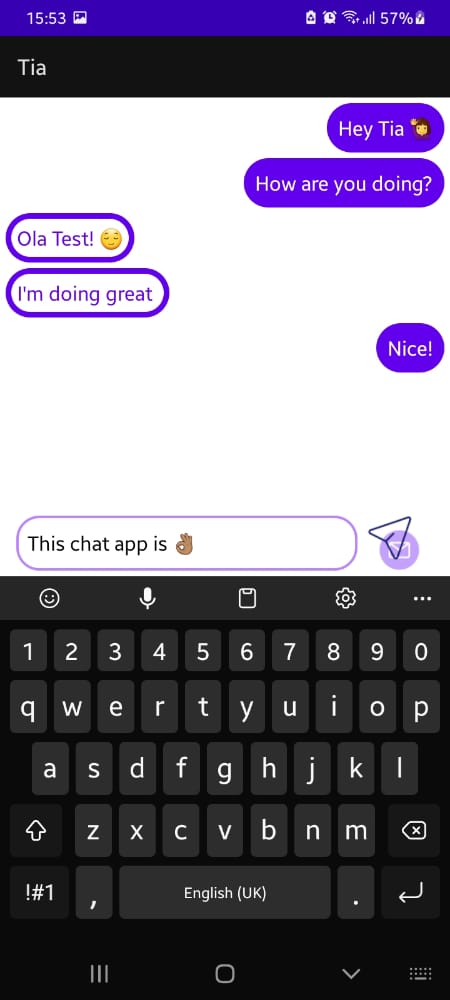 15:53 57%
Tia
Hey Tia 🙋‍♀️
How are you doing?
Ola Test! 😌
I'm doing great
Nice!
This chat app is 👌🏽
1 2 3 4 5 6 7 8 9 0
q w e r t y u i o p
a s d f g h j k l
z x c v b n m
!#1 , English (UK) .